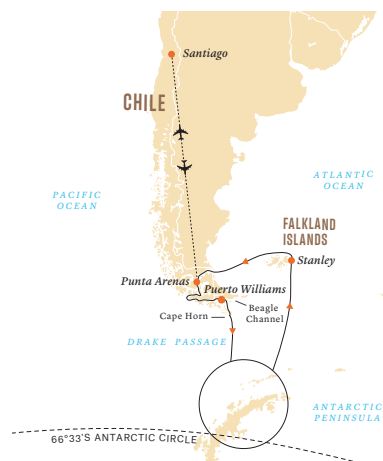 Santiago
CHILE
ATLANTIC
OCEAN
PACIFIC
OCEAN
FALKLAND
ISLANDS
Stanley
Punta Arenas
Puerto Williams
Beagle
Channel
Cape Horn
DRAKE PASSAGE
ANTARCTIC
PENINSULA
66°33'S ANTARCTIC CIRCLE